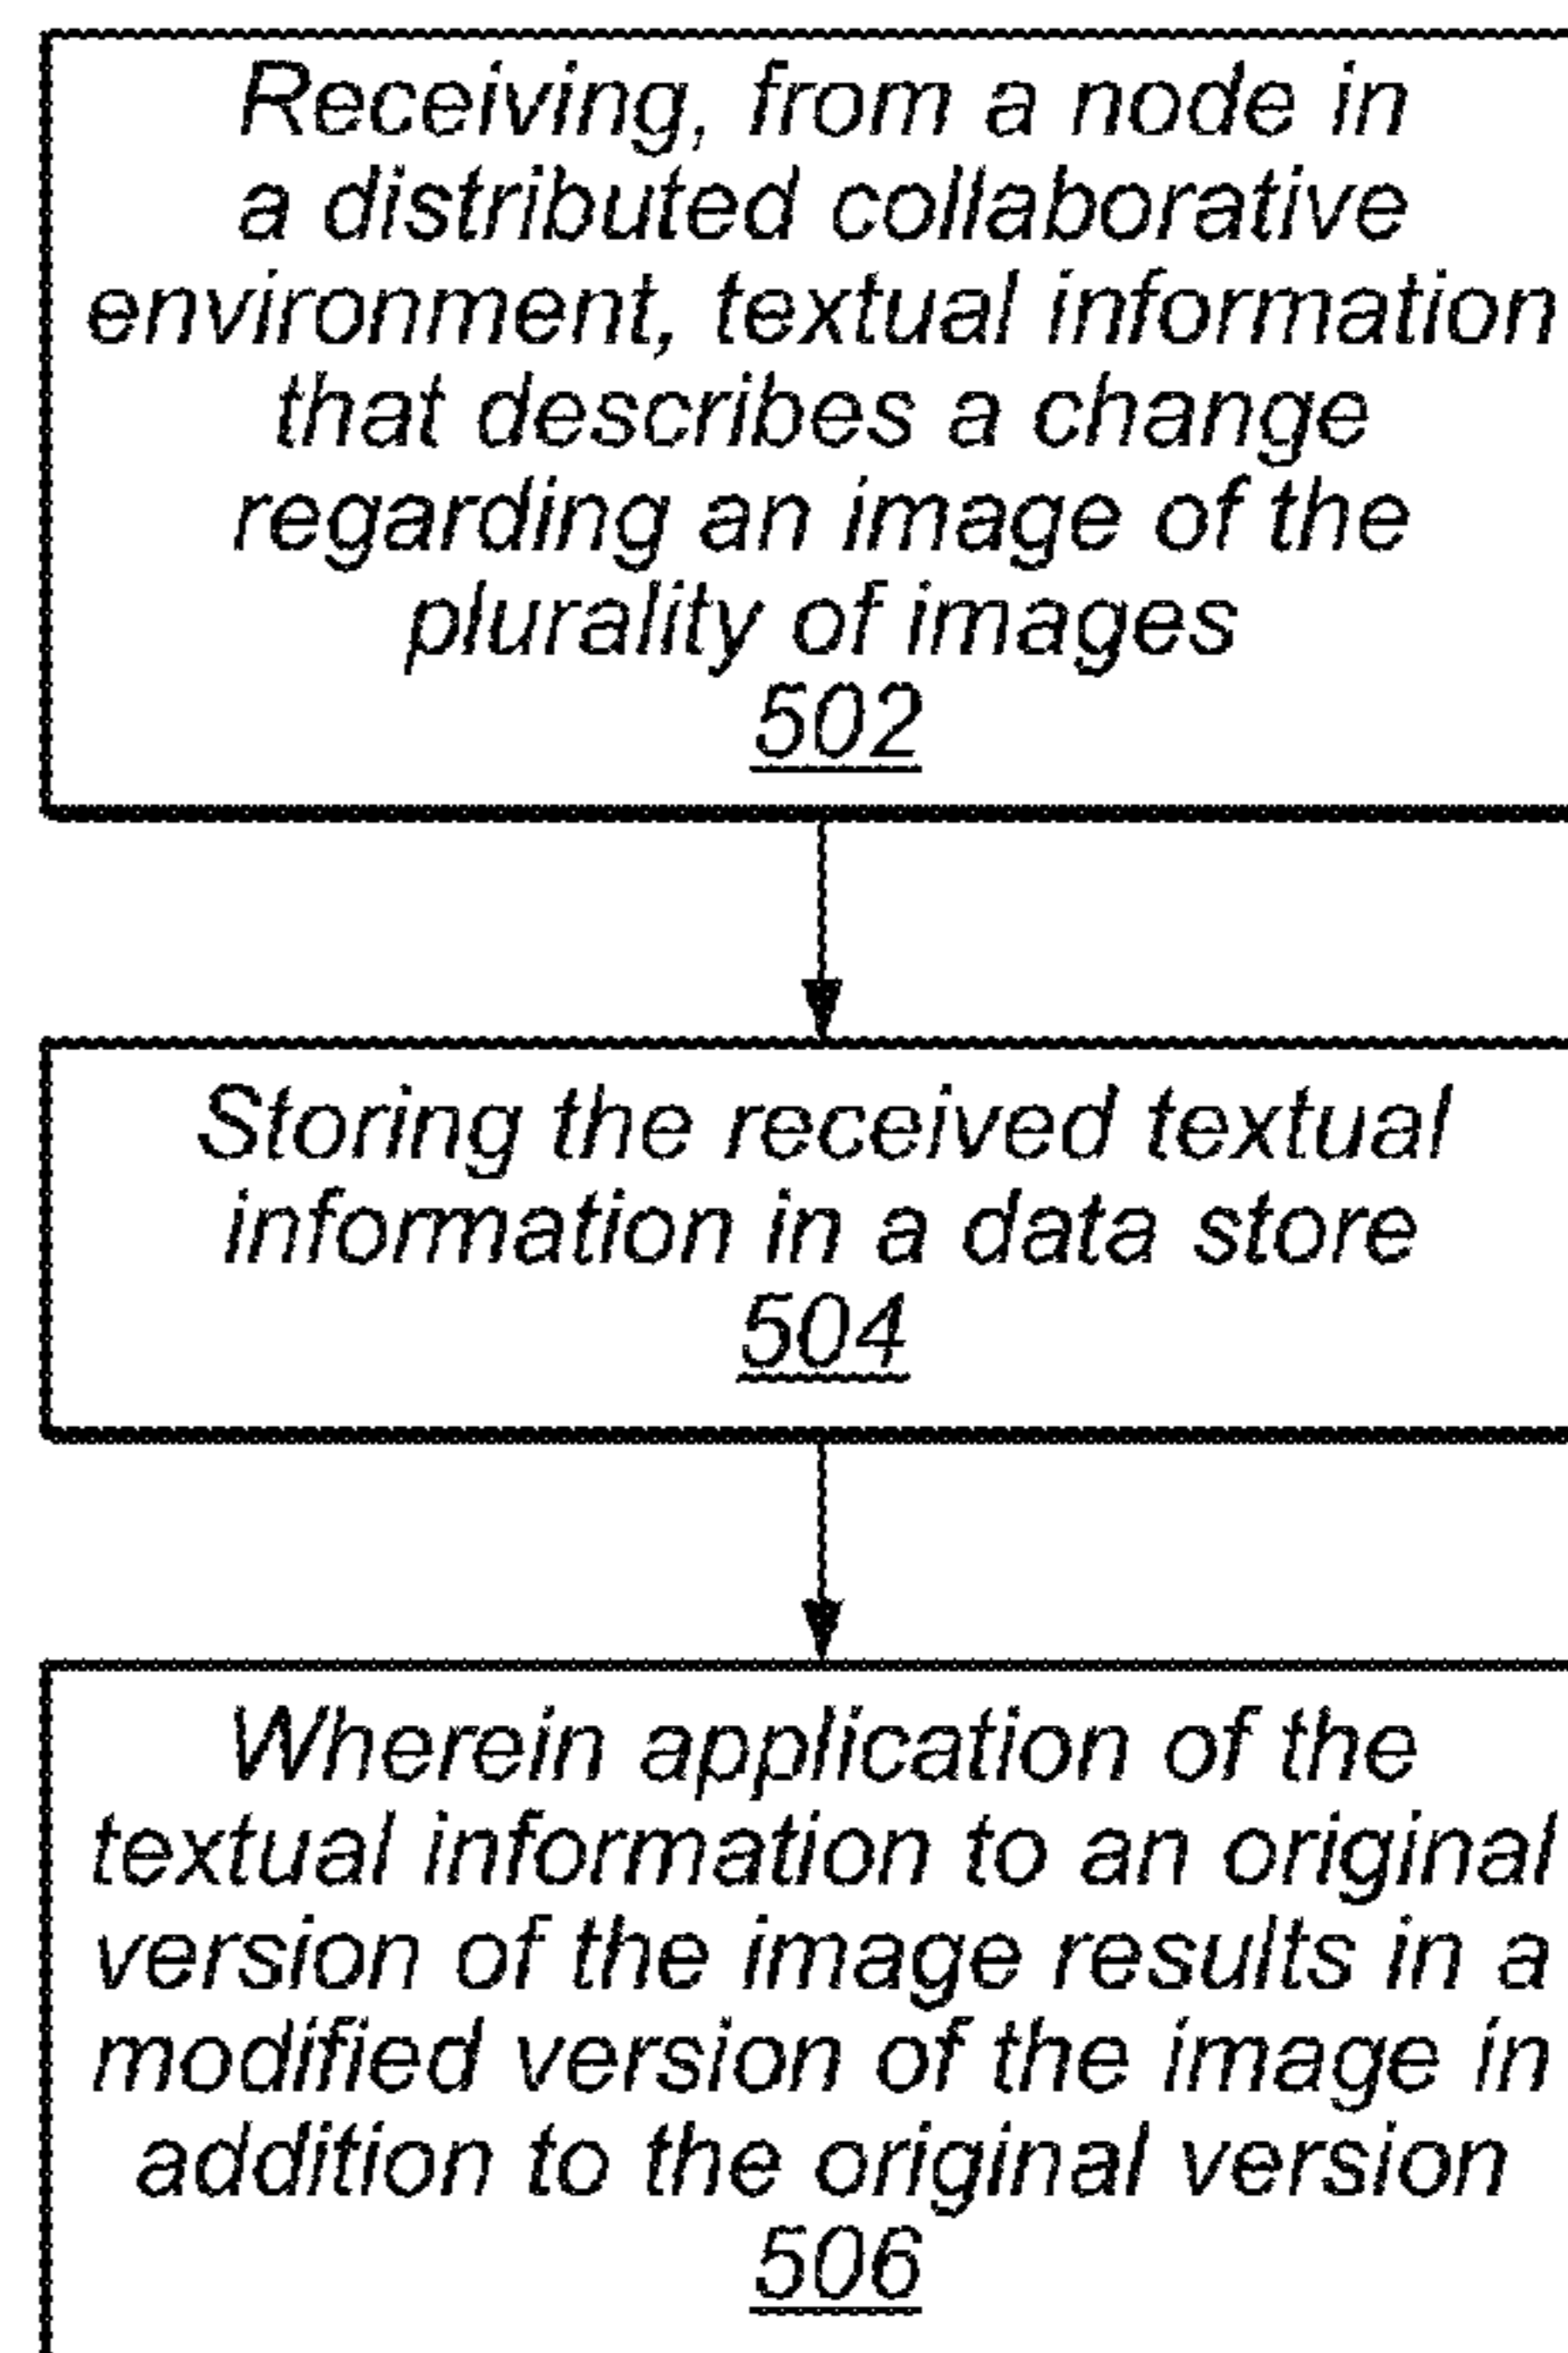 Receiving, from a node in
a distributed collaborative
environment, textual information
that describes a change
regarding an image of the
plurality of images
502
Storing the received textual
information in a data store
504
Wherein application of the
textual information to an original
version of the image results in a
modified version of the image in
addition to the original version
506